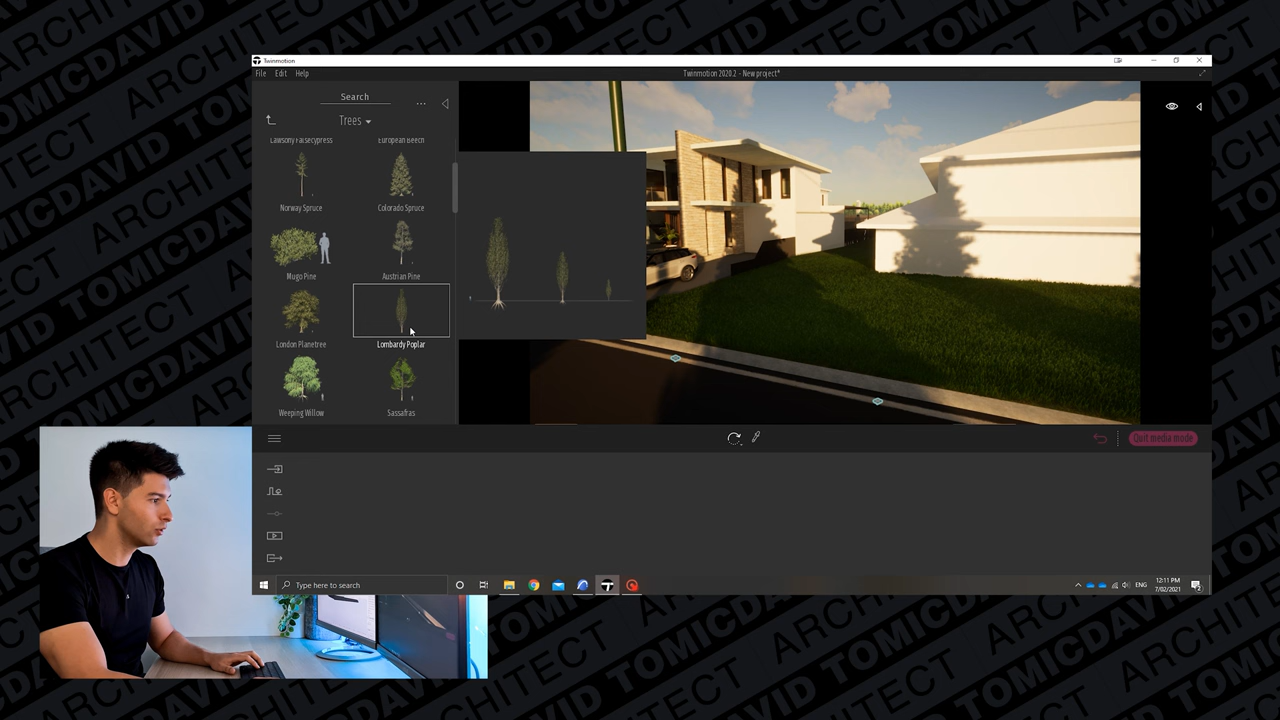 Twinmotion
File Edit Help
Twinmotion 2020.2 - New project*
Search
...
Trees
Lawsony Falsecypress
European Beech
Norway Spruce
Colorado Spruce
Mugo Pine
Austrian Pine
London Planetree
Lombardy Poplar
Weeping Willow
Sassafras
Quit media mode
Type here to search
ENG
12:11 PM
7/02/2021
2
ARCHITECT
DAVID TOMIC